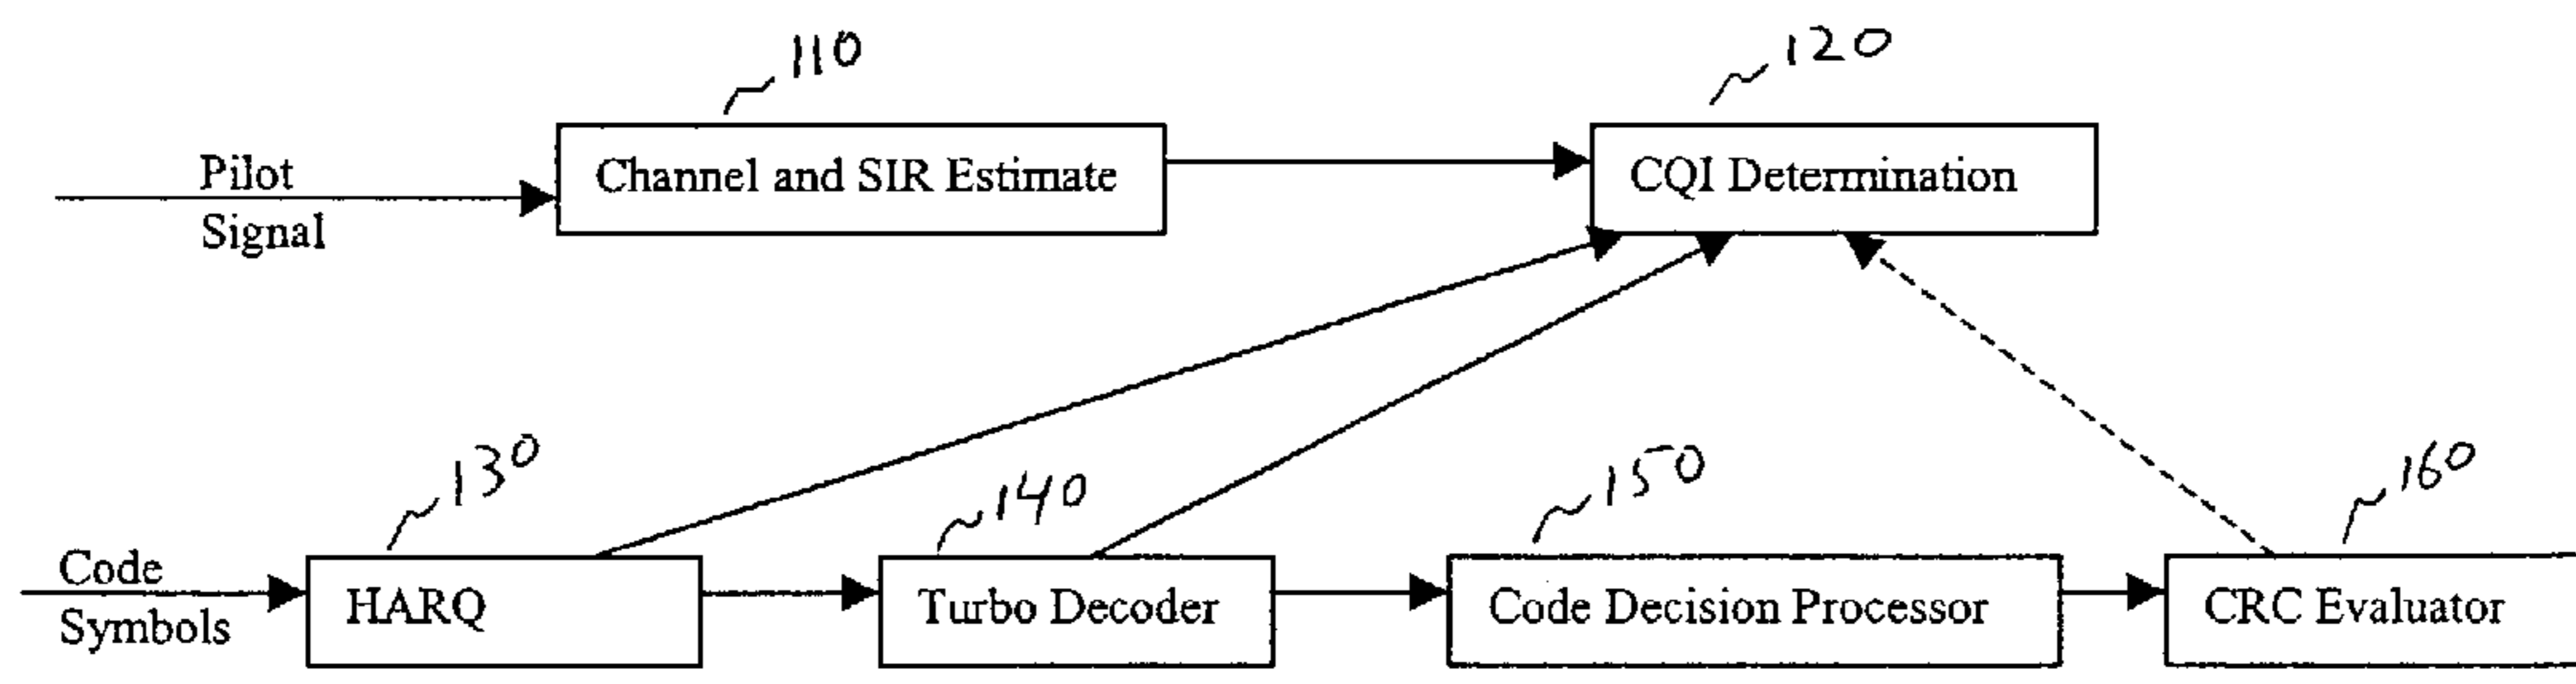 110
120
Pilot
Signal
Channel and SIR Estimate
CQI Determination
130
140
150
160
Code
Symbols
HARQ
Turbo Decoder
Code Decision Processor
CRC Evaluator